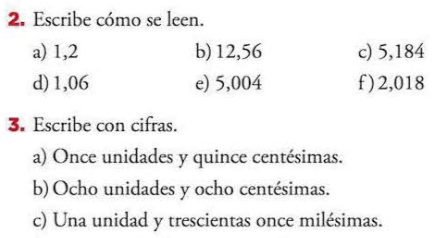 2. Escribe cómo se leen.
a) 1,2 b) 12,56 c) 5,184
d) 1,06 e) 5,004 f) 2,018
3. Escribe con cifras.
a) Once unidades y quince centésimas.
b) Ocho unidades y ocho centésimas.
c) Una unidad y trescientas once milésimas.